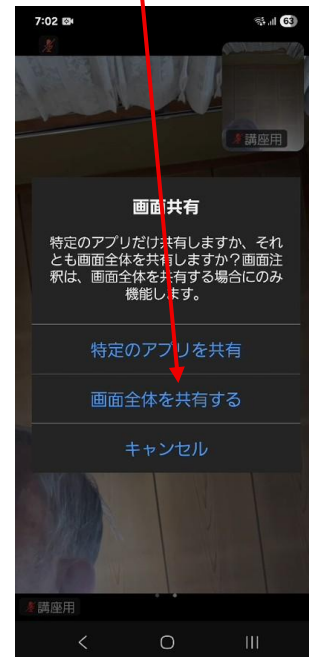 7:02
63
講座用
画面共有
特定のアプリだけ共有しますか、それ
とも画面全体を共有しますか？画面注
釈は、画面全体を共有する場合にのみ
機能します。
特定のアプリを共有
画面全体を共有する
キャンセル
講座用